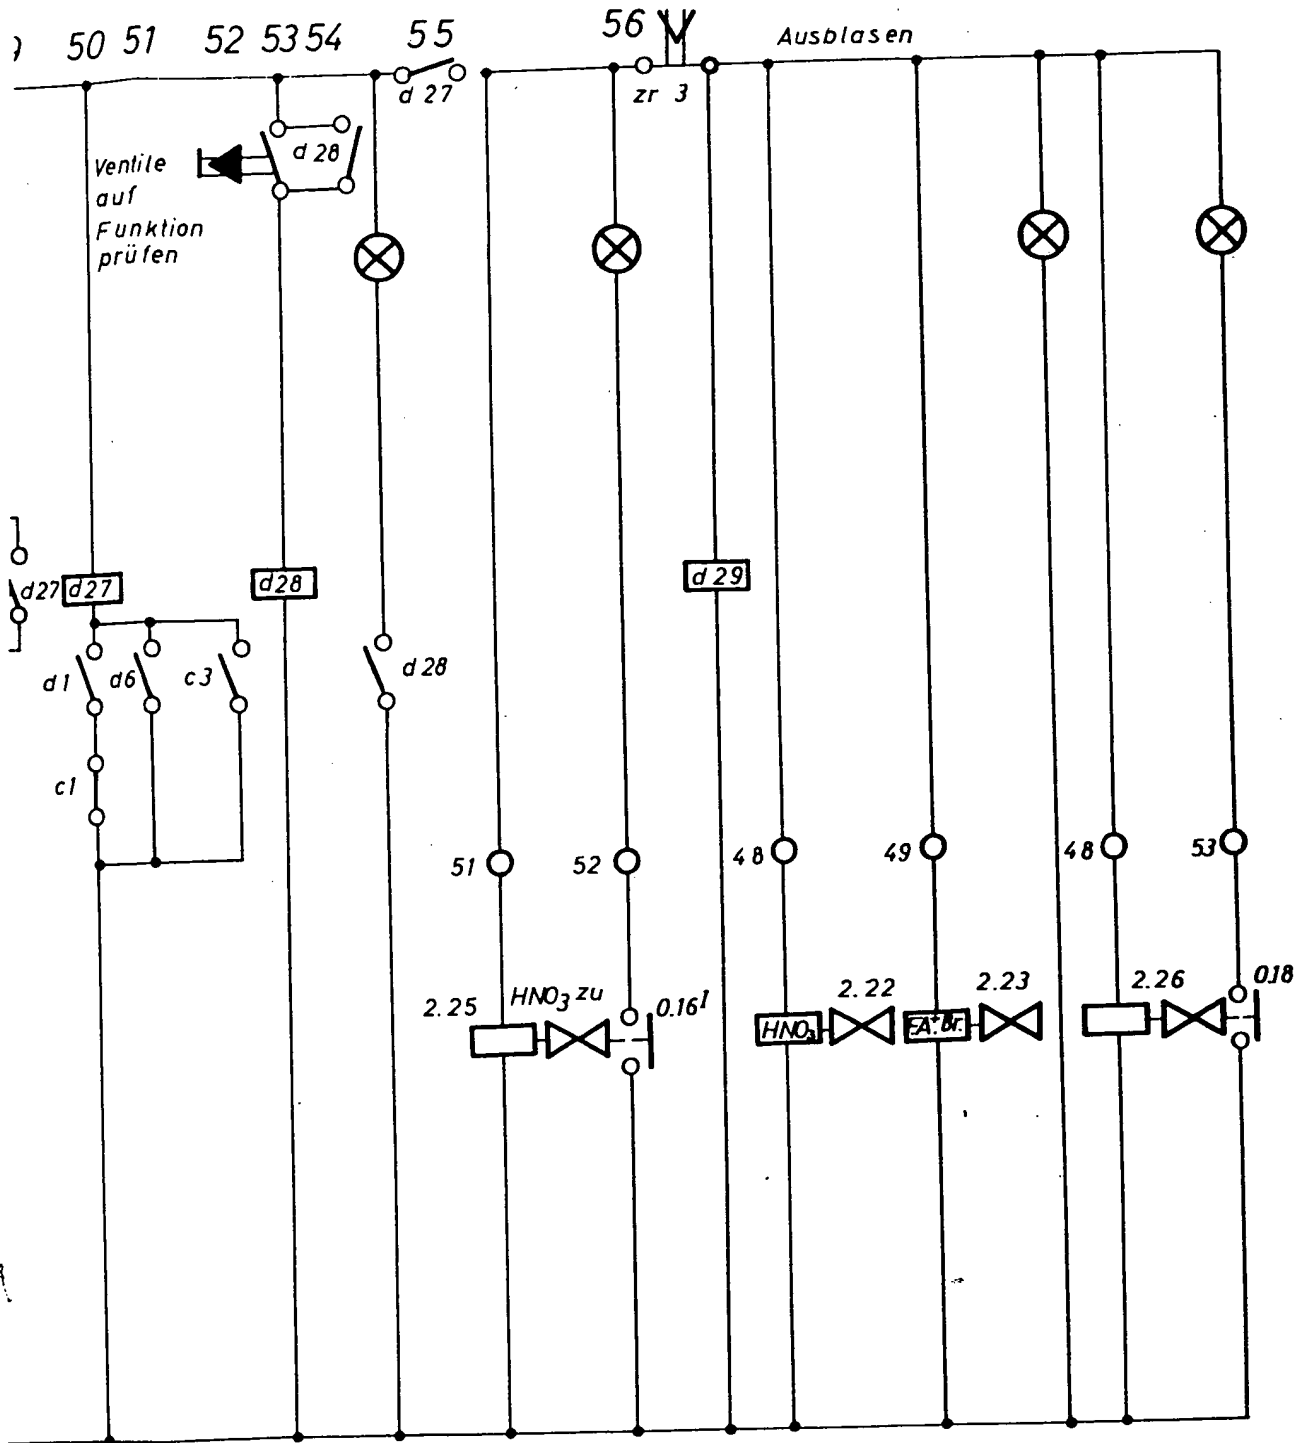 50 51 52 53 54 55 56
Ausblasen
d 27
zr 3
d 28
Ventile
auf
Funktion
prüfen
d27
d27
d28
d 29
d1
d6
c3
d 28
c1
51
52
48
49
48
53
2.25
HNO₃ zu
0.16I
HNO₃
2.22
2.23
2.26
0.18